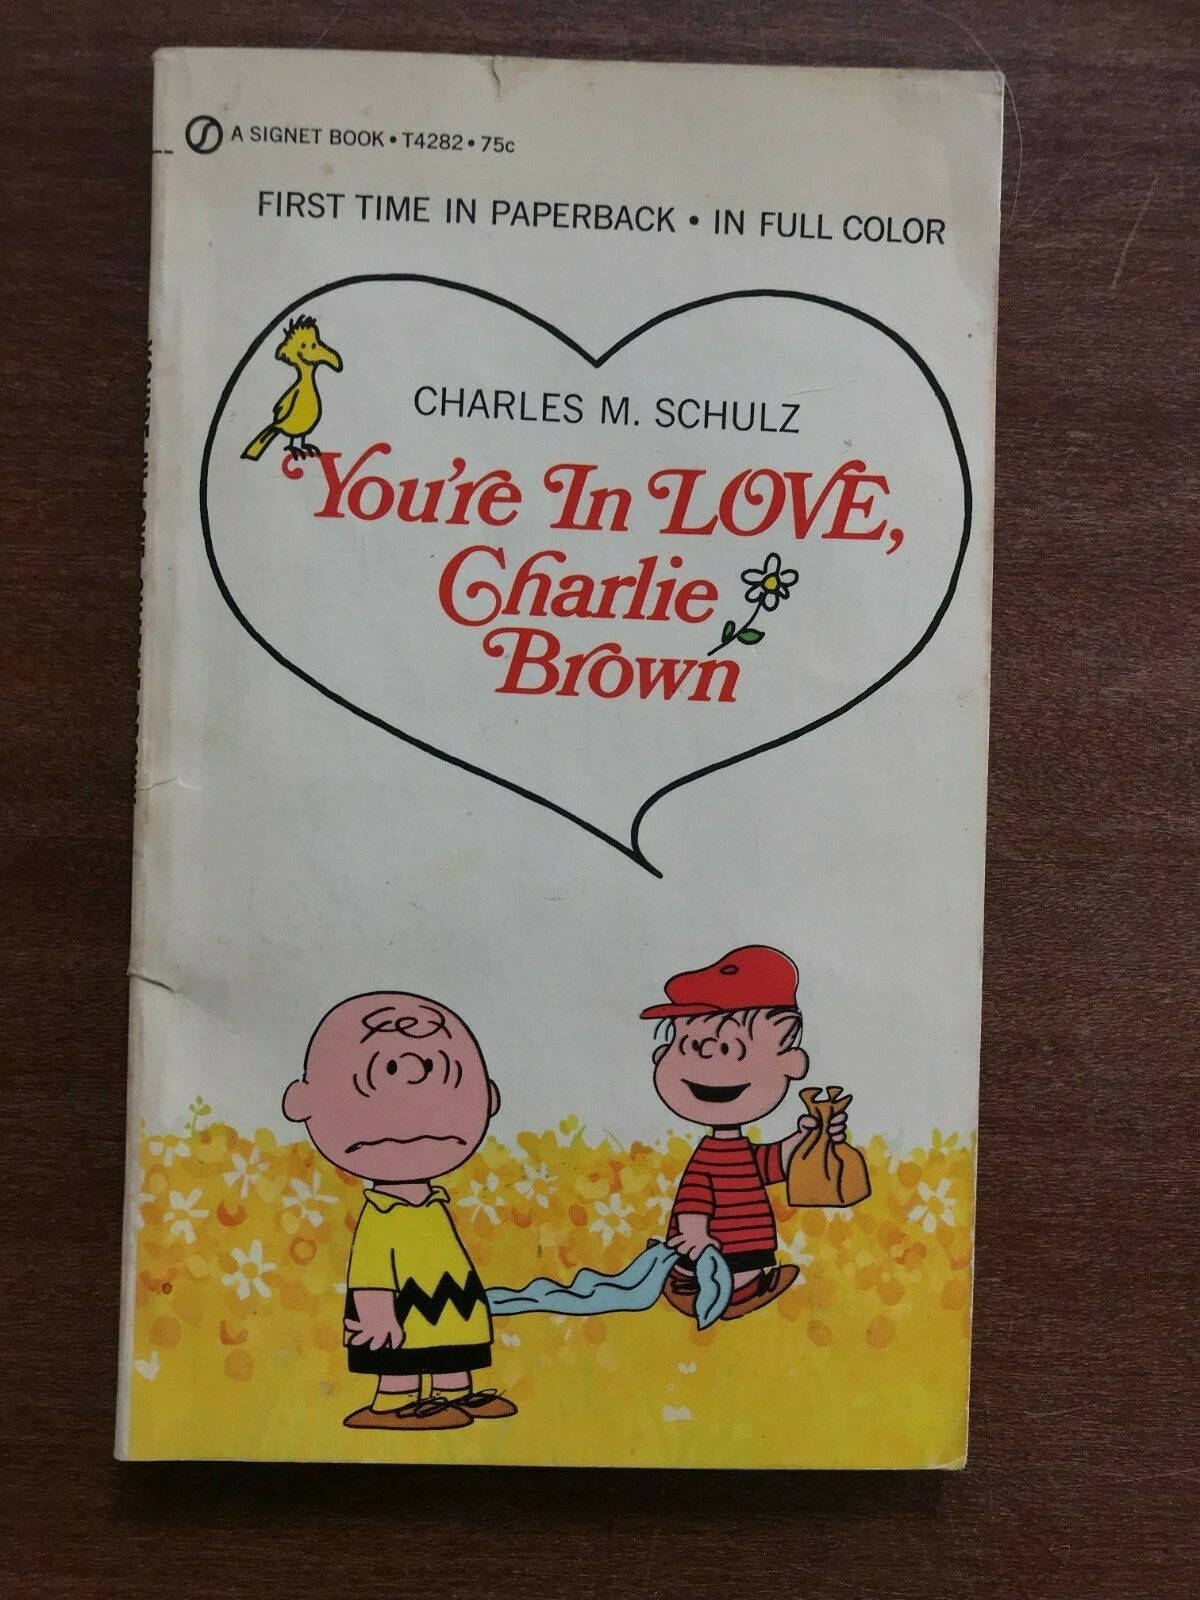 A SIGNET BOOK • T4282 • 75c
FIRST TIME IN PAPERBACK • IN FULL COLOR
CHARLES M. SCHULZ
You're In LOVE,
Charlie
Brown